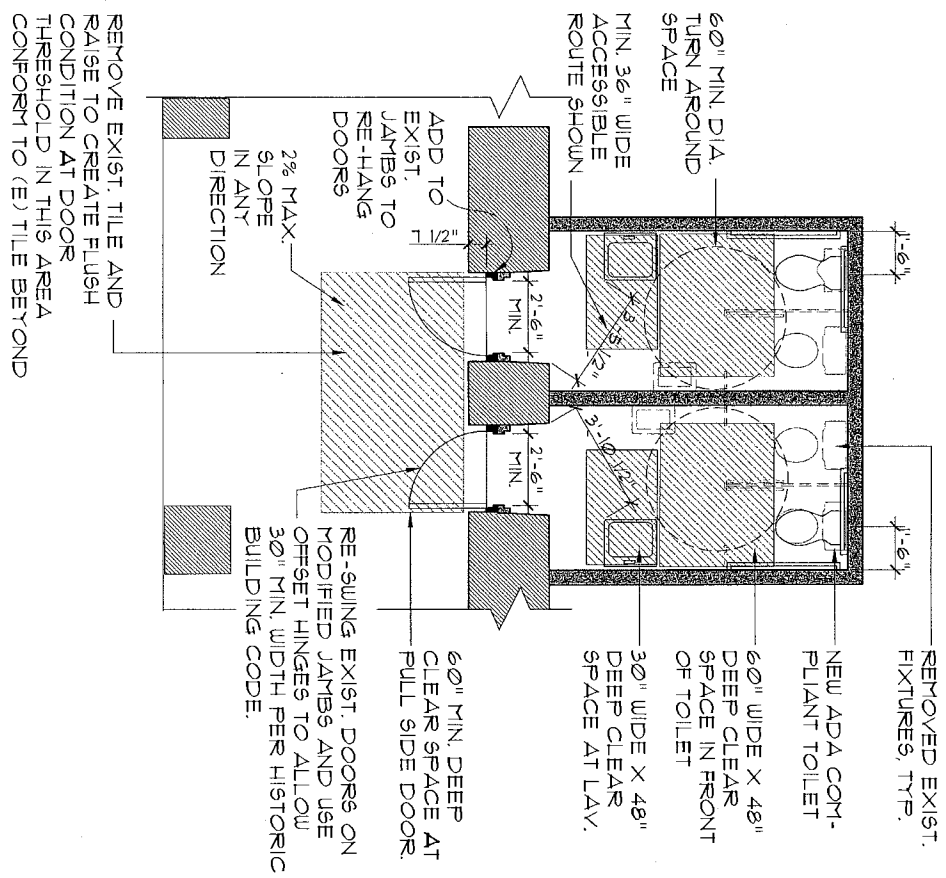 60" MIN. DIA.
TURN AROUND
SPACE
MIN. 36" WIDE
ACCESSIBLE
ROUTE SHOWN
ADD TO
EXIST.
JAMBS TO
RE-HANG
DOORS
2% MAX.
SLOPE
IN ANY
DIRECTION
REMOVE EXIST. TILE AND
RAISE TO CREATE FLUSH
CONDITION AT DOOR
THRESHOLD IN THIS AREA
CONFORM TO (E) TILE BEYOND
1'-6"
3'-5 1/2"
7 1/2"
2'-6"
MIN.
3'-10 1/2"
2'-6"
MIN.
1'-6"
REMOVED EXIST.
FIXTURES, TYP.
NEW ADA COM-
PLIANT TOILET
60" WIDE X 48"
DEEP CLEAR
SPACE IN FRONT
OF TOILET
30" WIDE X 48"
DEEP CLEAR
SPACE AT LAV.
60" MIN. DEEP
CLEAR SPACE AT
PULL SIDE DOOR.
RE-SWING EXIST. DOORS ON
MODIFIED JAMBS AND USE
OFFSET HINGES TO ALLOW
30" MIN. WIDTH PER HISTORIC
BUILDING CODE.